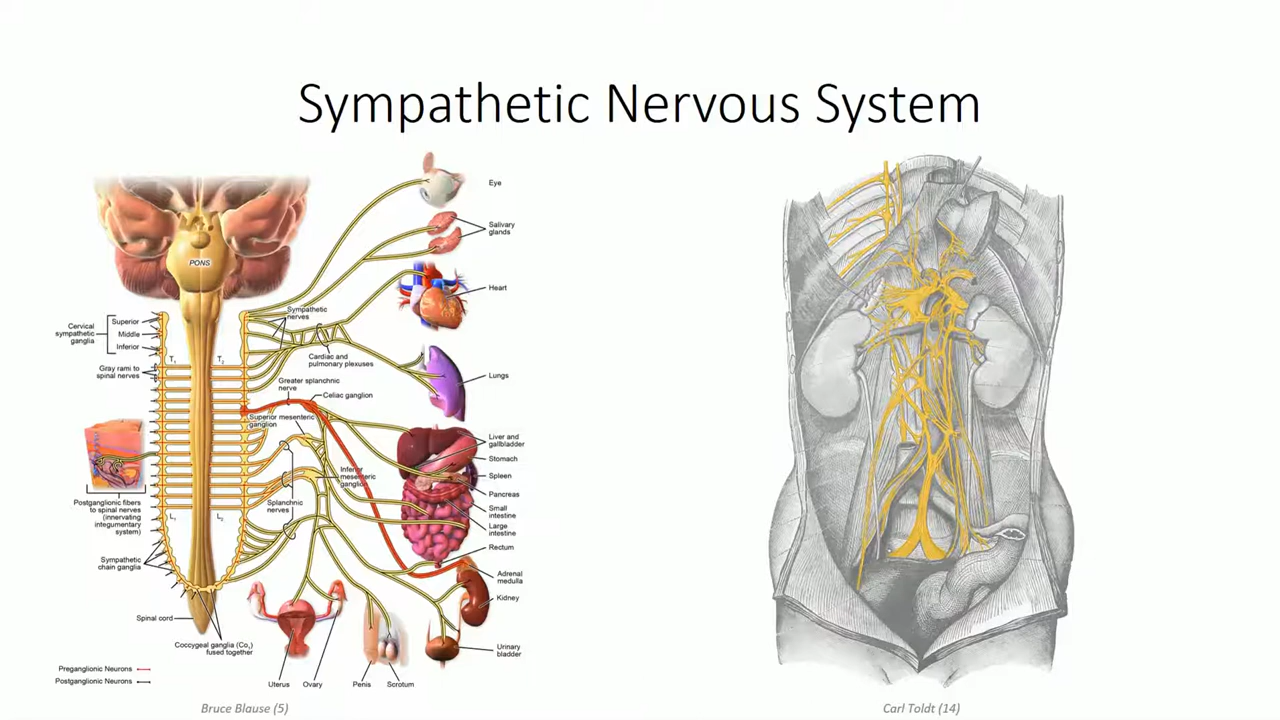 Sympathetic Nervous System
PONS
Cervical
sympathetic
ganglia
Superior
Middle
Inferior
T1
T2
Gray rami to
spinal nerves
Postganglionic fibers
to spinal nerves
(innervating
integumentary
system)
L1
L2
Sympathetic
chain ganglia
Spinal cord
Coccygeal ganglia (Co1)
fused together
Preganglionic Neurons
Postganglionic Neurons
Sympathetic
nerves
Cardiac and
pulmonary plexuses
Greater splanchnic
nerve
Celiac ganglion
Superior mesenteric
ganglion
Inferior
mesenteric
ganglion
Splanchnic
nerves
Eye
Salivary
glands
Heart
Lungs
Liver and
gallbladder
Stomach
Spleen
Pancreas
Small
intestine
Large
intestine
Rectum
Adrenal
medulla
Kidney
Urinary
bladder
Uterus
Ovary
Penis
Scrotum
Bruce Blause (5)
Carl Toldt (14)